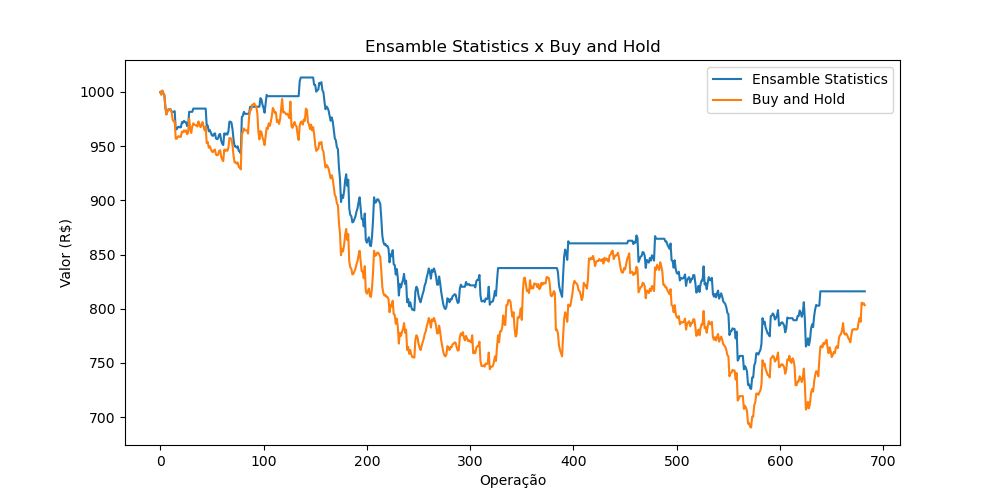 Ensamble Statistics x Buy and Hold
Ensamble Statistics
Buy and Hold
1000
950
900
850
800
750
700
Valor (R$)
0 100 200 300 400 500 600 700
Operação